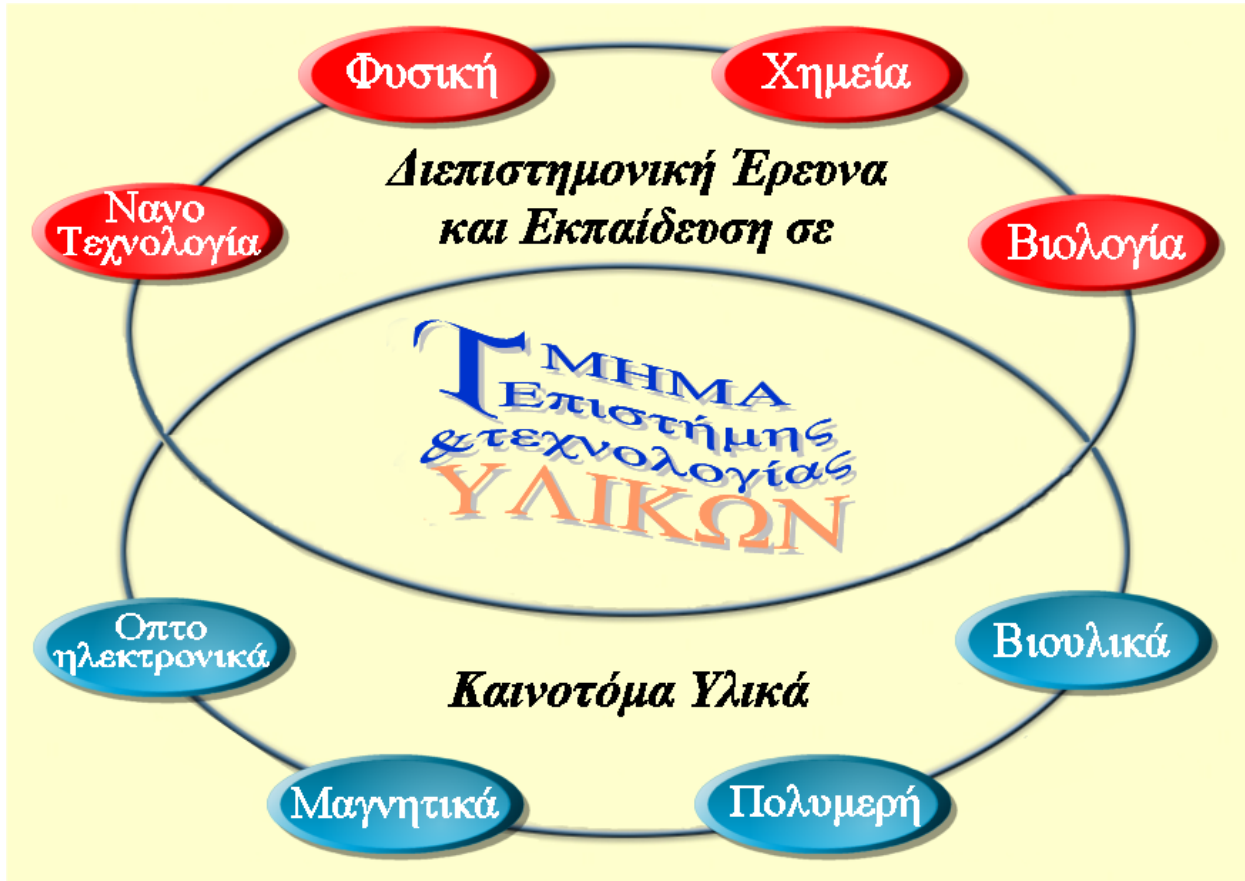 Φυσική
Χημεία
Διεπιστημονική Έρευνα
και Εκπαίδευση σε
Νανο
Τεχνολογία
Βιολογία
ΤΜΗΜΑ
Επιστήμης
&τεχνολογίας
ΥΛΙΚΩΝ
Οπτο
ηλεκτρονικά
Βιουλικά
Καινοτόμα Υλικά
Μαγνητικά
Πολυμερή